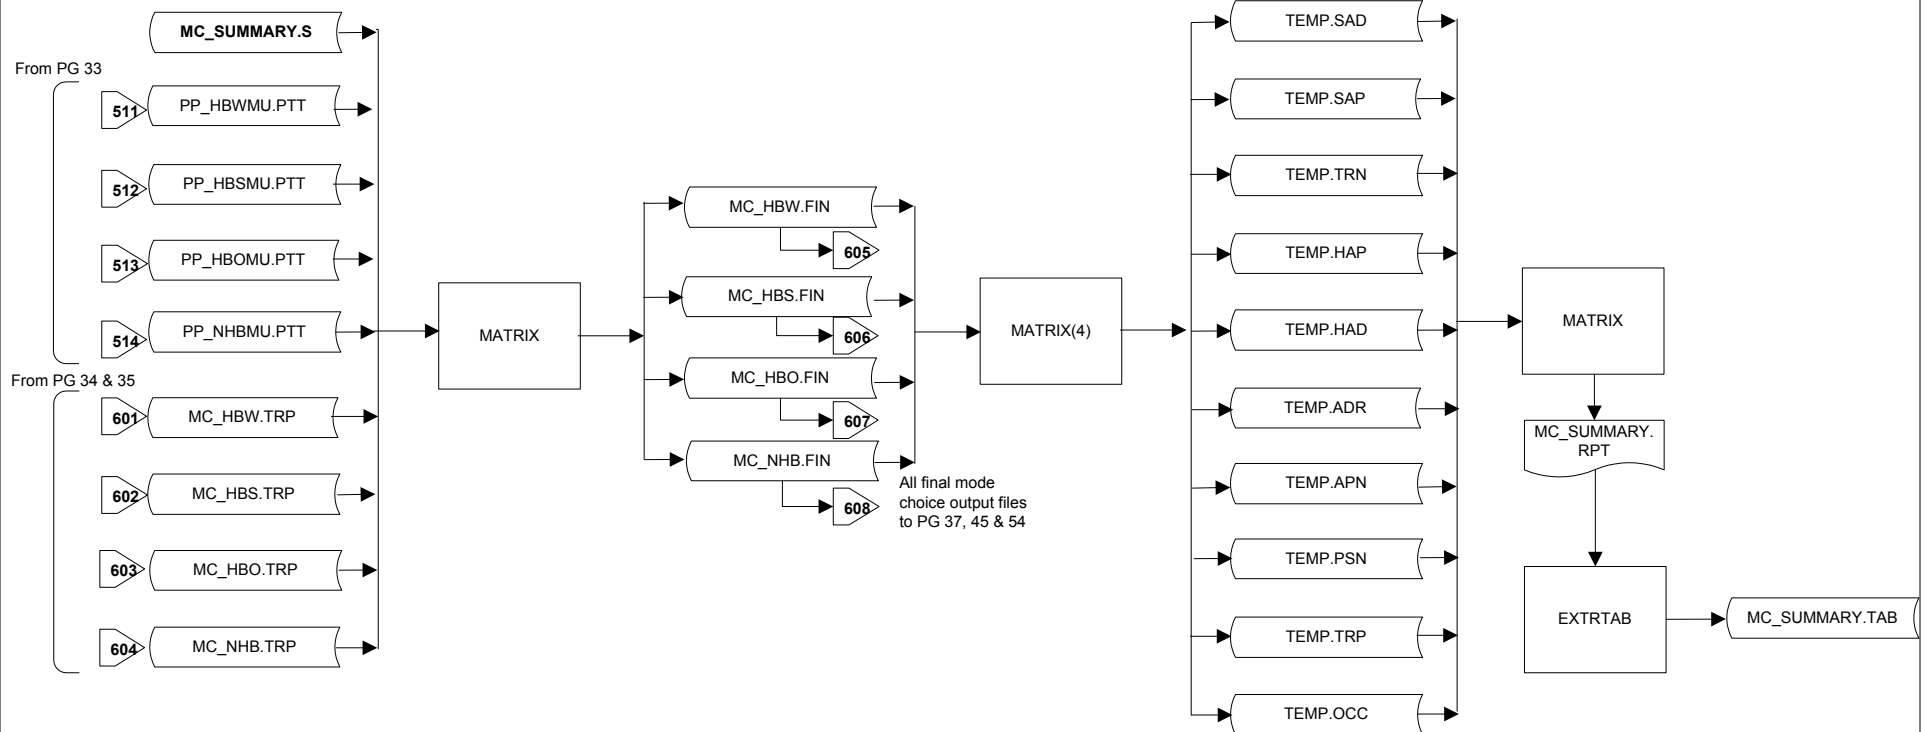 MC_SUMMARY.S
From PG 33
511
PP_HBWMU.PTT
512
PP_HBSMU.PTT
513
PP_HBOMU.PTT
514
PP_NHBMU.PTT
From PG 34 & 35
601
MC_HBW.TRP
602
MC_HBS.TRP
603
MC_HBO.TRP
604
MC_NHB.TRP
MATRIX
MC_HBW.FIN
605
MC_HBS.FIN
606
MC_HBO.FIN
607
MC_NHB.FIN
608
All final mode
choice output files
to PG 37, 45 & 54
MATRIX(4)
TEMP.SAD
TEMP.SAP
TEMP.TRN
TEMP.HAP
TEMP.HAD
TEMP.ADR
TEMP.APN
TEMP.PSN
TEMP.TRP
TEMP.OCC
MATRIX
MC_SUMMARY.
RPT
EXTRTAB
MC_SUMMARY.TAB